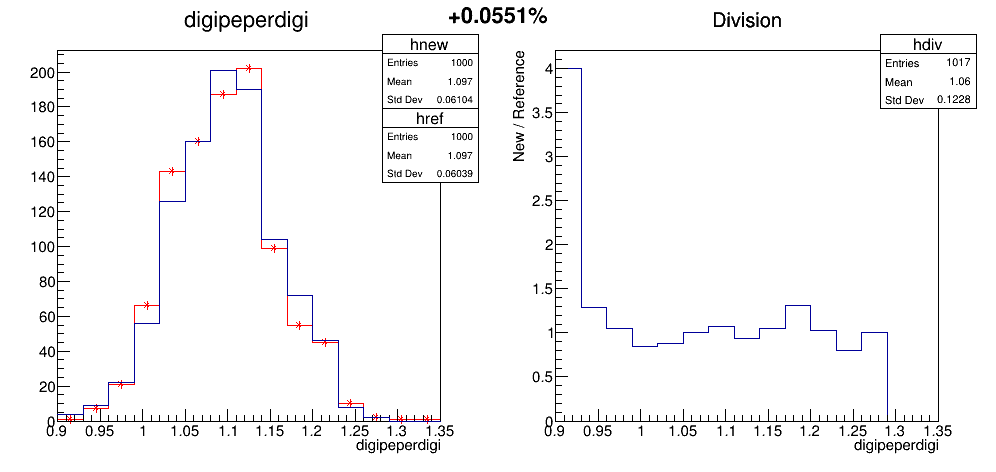 +0.0551%
digipeperdigi
hnew
Entries 1000
Mean 1.097
Std Dev 0.06104
href
Entries 1000
Mean 1.097
Std Dev 0.06039
200
180
160
140
120
100
80
60
40
20
0
0.9 0.95 1 1.05 1.1 1.15 1.2 1.25 1.3 1.35
digipeperdigi
Division
hdiv
Entries 1017
Mean 1.06
Std Dev 0.1228
New / Reference
4
3.5
3
2.5
2
1.5
1
0.5
0
0.9 0.95 1 1.05 1.1 1.15 1.2 1.25 1.3 1.35
digipeperdigi